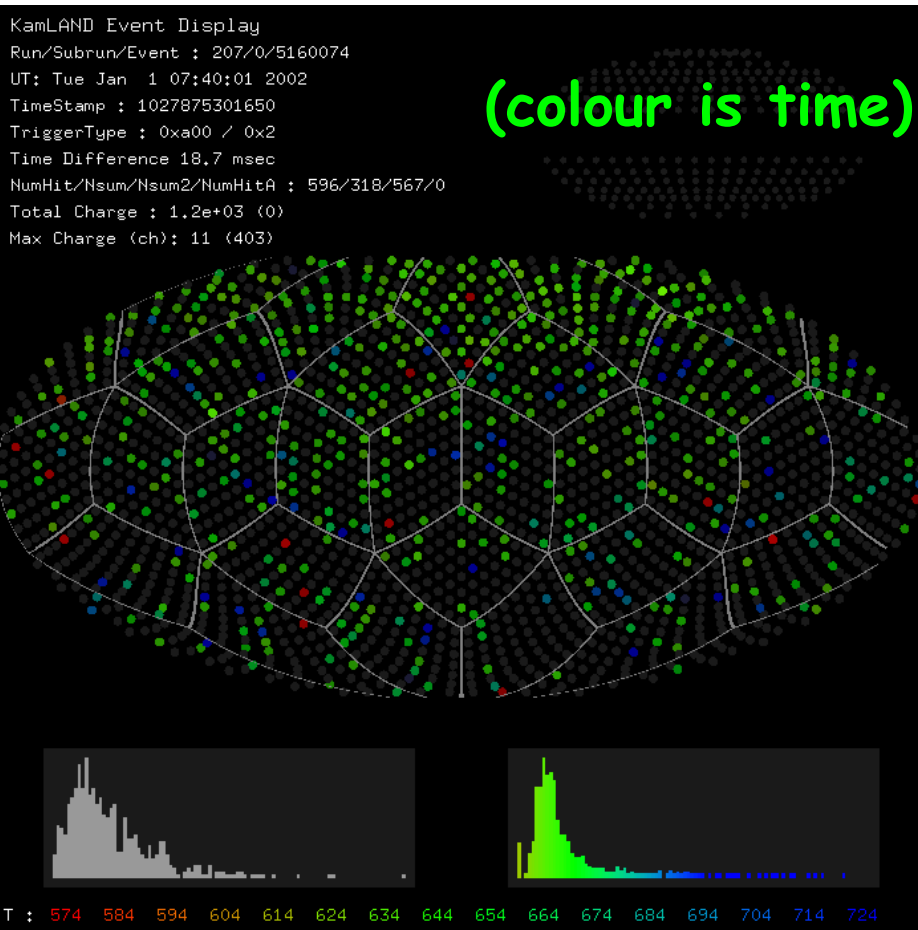 KamLAND Event Display
Run/Subrun/Event : 207/0/5160074
UT: Tue Jan  1 07:40:01 2002
TimeStamp : 1027875301650
TriggerType : 0xa00 / 0x2
Time Difference 18.7 msec
NumHit/Nsum/Nsum2/NumHitA : 596/318/567/0
Total Charge : 1.2e+03 (0)
Max Charge (ch): 11 (403)
(colour is time)
T : 574 584 594 604 614 624 634 644 654 664 674 684 694 704 714 724